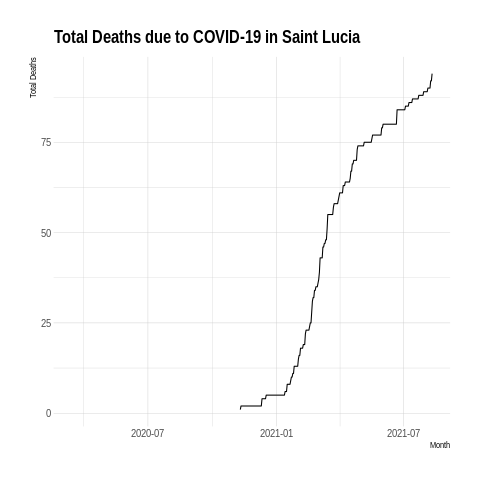 Total Deaths due to COVID-19 in Saint Lucia
Total Deaths
75
50
25
0
2020-07 2021-01 2021-07
Month